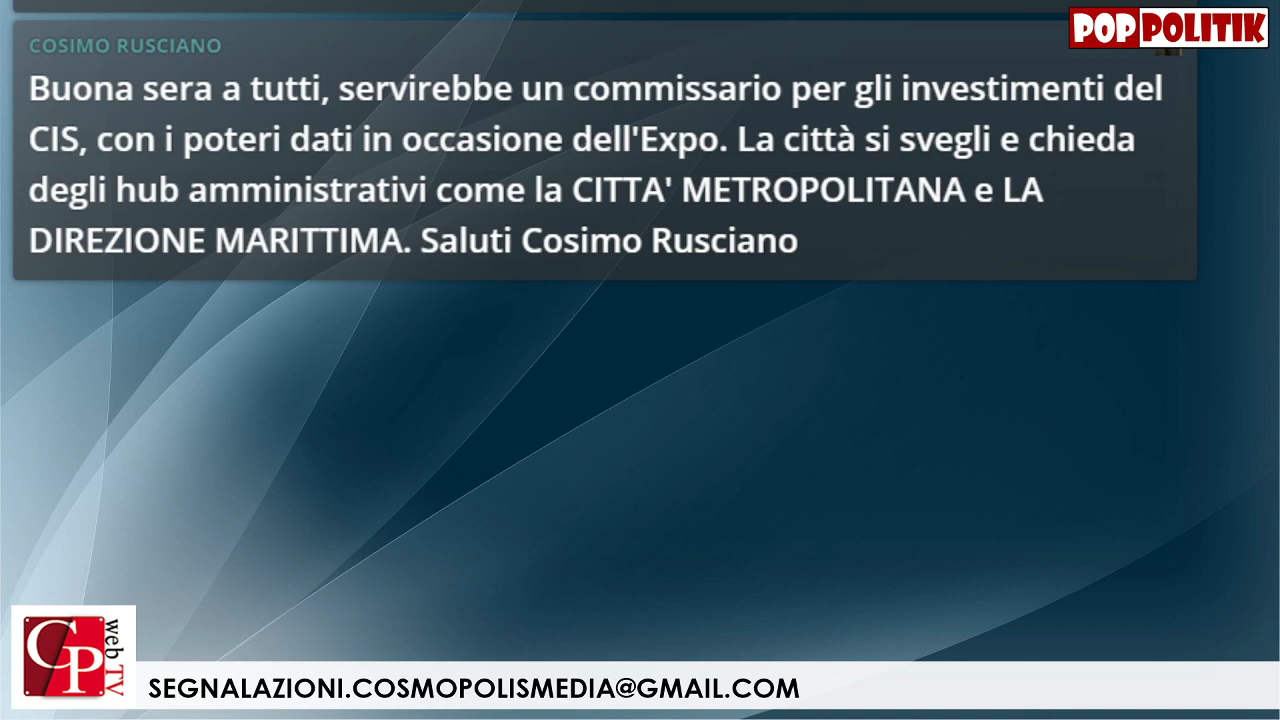 POPPOLITIK
COSIMO RUSCIANO
Buona sera a tutti, servirebbe un commissario per gli investimenti del
CIS, con i poteri dati in occasione dell'Expo. La città si svegli e chieda
degli hub amministrativi come la CITTA' METROPOLITANA e LA
DIREZIONE MARITTIMA. Saluti Cosimo Rusciano
CP web TV
SEGNALAZIONI.COSMOPOLISMEDIA@GMAIL.COM